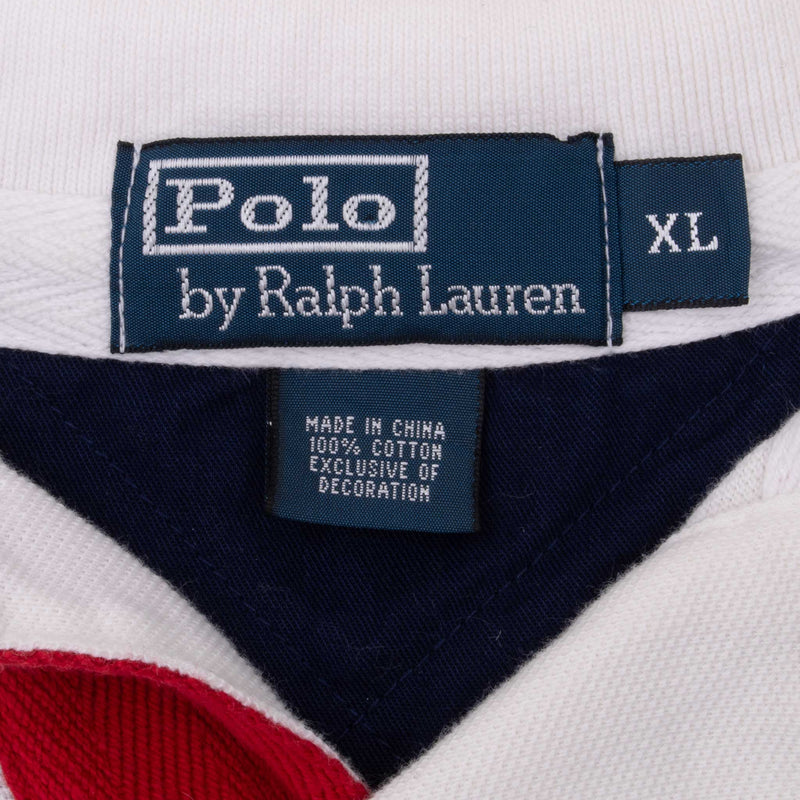 Polo
by Ralph Lauren
XL
MADE IN CHINA
100% COTTON
EXCLUSIVE OF
DECORATION